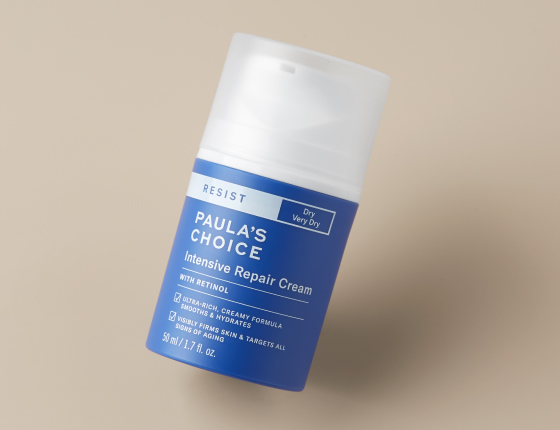 RESIST
Dry
Very Dry
PAULA'S
CHOICE
Intensive Repair Cream
WITH RETINOL
ULTRA-RICH, CREAMY FORMULA
SMOOTHS & HYDRATES
VISIBLY FIRMS SKIN & TARGETS ALL
SIGNS OF AGING
50 ml / 1.7 fl. oz.